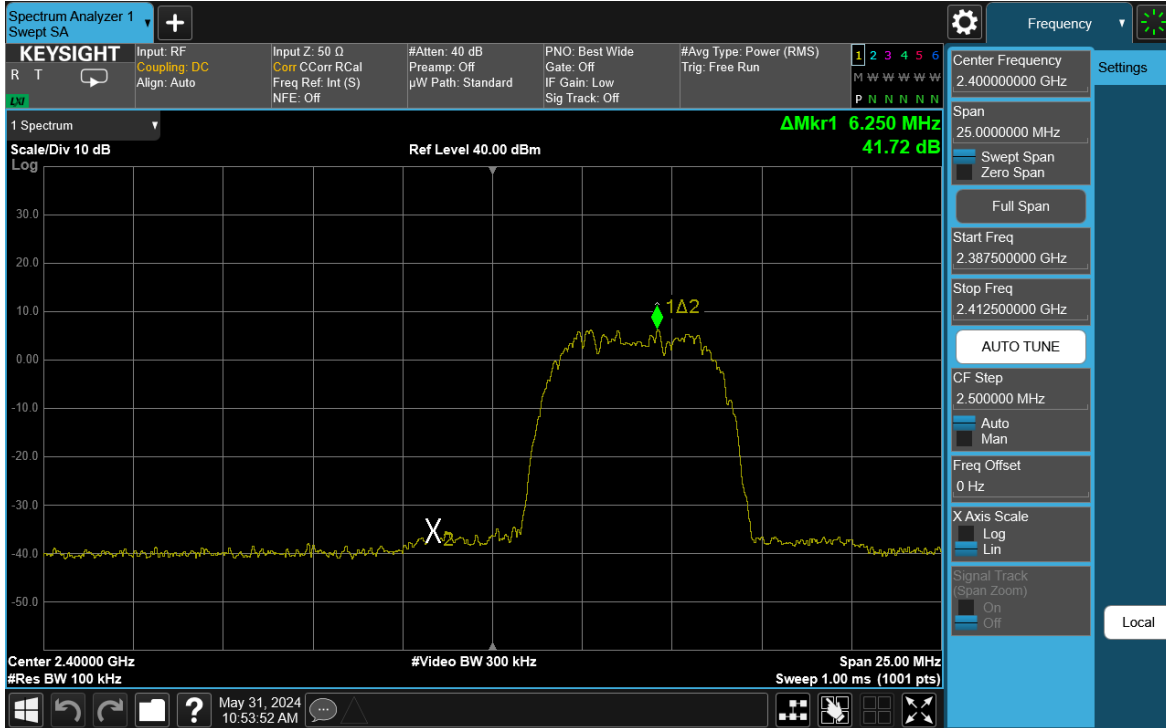 Spectrum Analyzer 1
Swept SA
+
Frequency
KEYSIGHT
R T
LXI
Input: RF
Coupling: DC
Align: Auto
Input Z: 50 Ω
Corr CCorr RCal
Freq Ref: Int (S)
NFE: Off
#Atten: 40 dB
Preamp: Off
µW Path: Standard
PNO: Best Wide
Gate: Off
IF Gain: Low
Sig Track: Off
#Avg Type: Power (RMS)
Trig: Free Run
1 2 3 4 5 6
M W W W W W
P N N N N N
1 Spectrum
Scale/Div 10 dB
Log
Ref Level 40.00 dBm
ΔMkr1 6.250 MHz
41.72 dB
30.0
20.0
10.0
0.00
-10.0
-20.0
-30.0
-40.0
-50.0
1Δ2
X
2
Center 2.40000 GHz
#Res BW 100 kHz
#Video BW 300 kHz
Span 25.00 MHz
Sweep 1.00 ms (1001 pts)
Center Frequency
2.400000000 GHz
Span
25.0000000 MHz
Swept Span
Zero Span
Full Span
Start Freq
2.387500000 GHz
Stop Freq
2.412500000 GHz
AUTO TUNE
CF Step
2.500000 MHz
Auto
Man
Freq Offset
0 Hz
X Axis Scale
Log
Lin
Signal Track
(Span Zoom)
On
Off
Settings
Local
?
May 31, 2024
10:53:52 AM